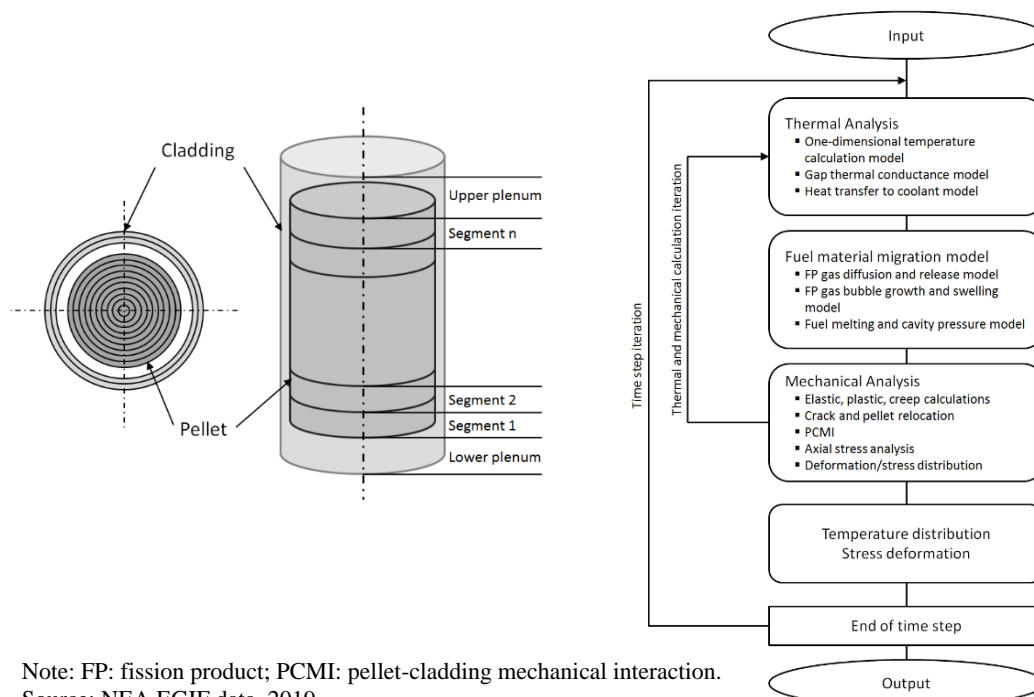 Cladding
Pellet
Upper plenum
Segment n
Segment 2
Segment 1
Lower plenum
Input
Time step iteration
Thermal and mechanical calculation iteration
Thermal Analysis
▪ One-dimensional temperature
calculation model
▪ Gap thermal conductance model
▪ Heat transfer to coolant model
Fuel material migration model
▪ FP gas diffusion and release model
▪ FP gas bubble growth and swelling
model
▪ Fuel melting and cavity pressure model
Mechanical Analysis
▪ Elastic, plastic, creep calculations
▪ Crack and pellet relocation
▪ PCMI
▪ Axial stress analysis
▪ Deformation/stress distribution
Temperature distribution
Stress deformation
End of time step
Output
Note: FP: fission product; PCMI: pellet-cladding mechanical interaction.